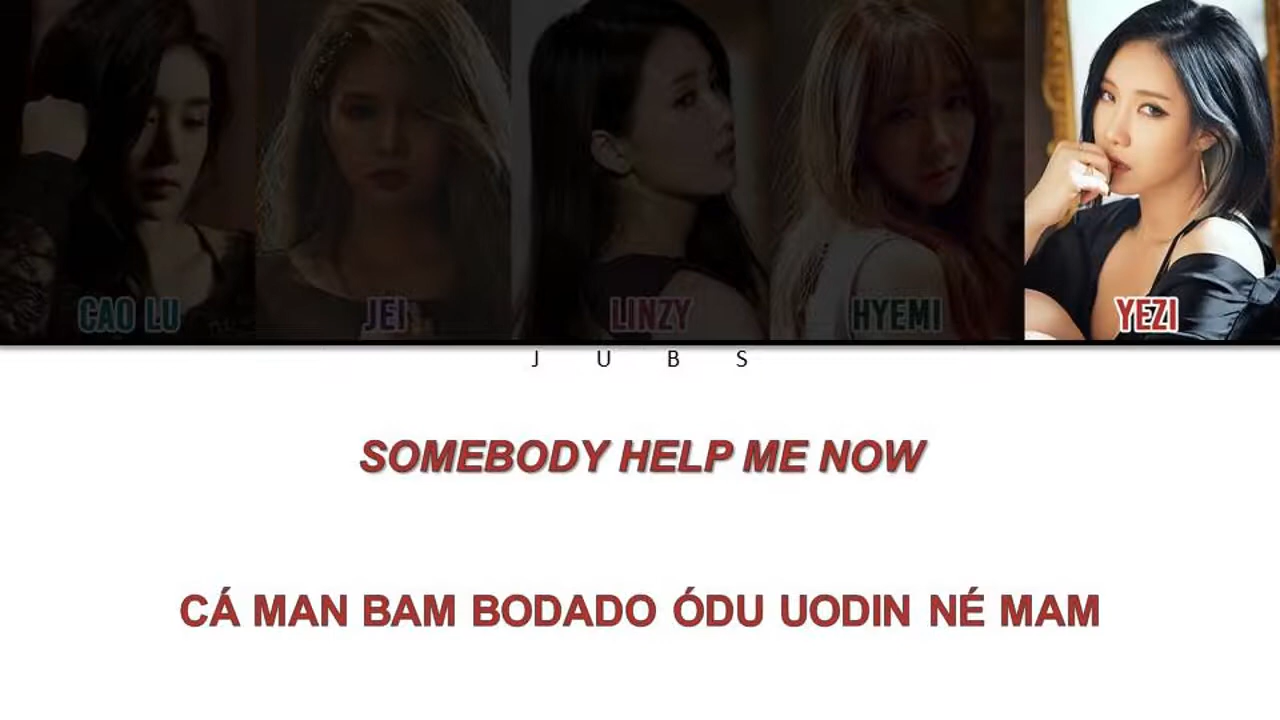 CAO LU JEI LINZY HYEMI YEZI
J U B S
SOMEBODY HELP ME NOW
CÁ MAN BAM BODADO ÓDU UODIN NÉ MAM